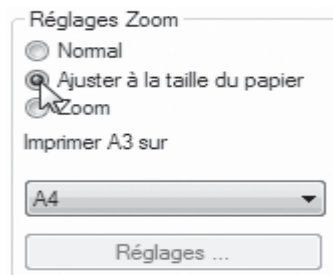 Réglages Zoom
Normal
Ajuster à la taille du papier
Zoom
Imprimer A3 sur
A4
Réglages ...